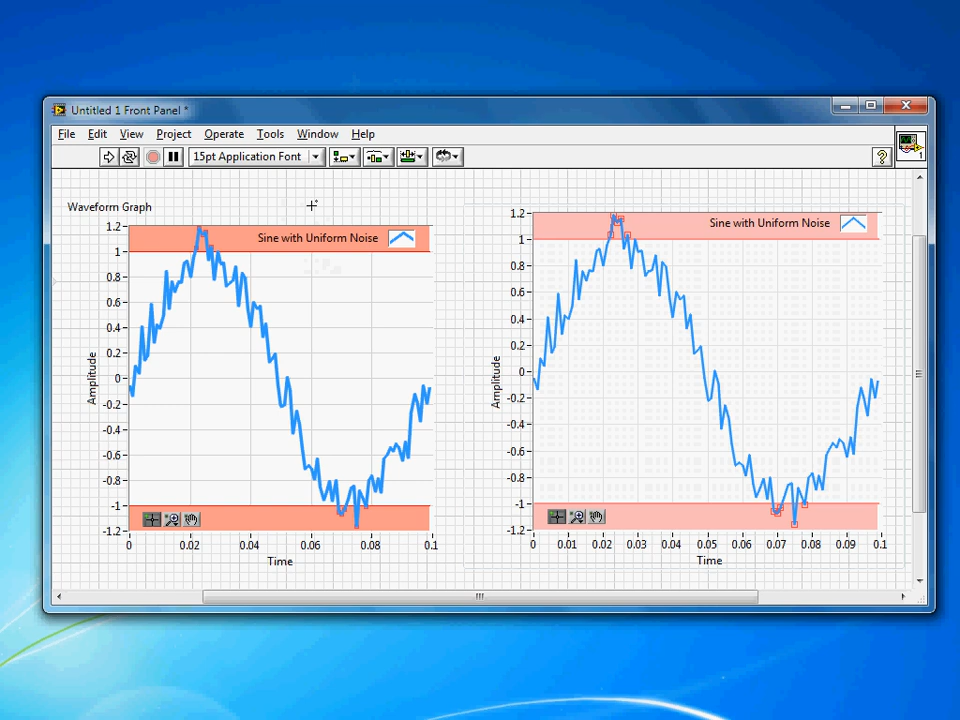 Untitled 1 Front Panel *
File Edit View Project Operate Tools Window Help
15pt Application Font
?
1
Waveform Graph
Sine with Uniform Noise
1.2
1
0.8
0.6
0.4
0.2
0
-0.2
-0.4
-0.6
-0.8
-1
-1.2
Amplitude
0 0.02 0.04 0.06 0.08 0.1
Time
Sine with Uniform Noise
1.2
1
0.8
0.6
0.4
0.2
0
-0.2
-0.4
-0.6
-0.8
-1
-1.2
Amplitude
0 0.01 0.02 0.03 0.04 0.05 0.06 0.07 0.08 0.09 0.1
Time